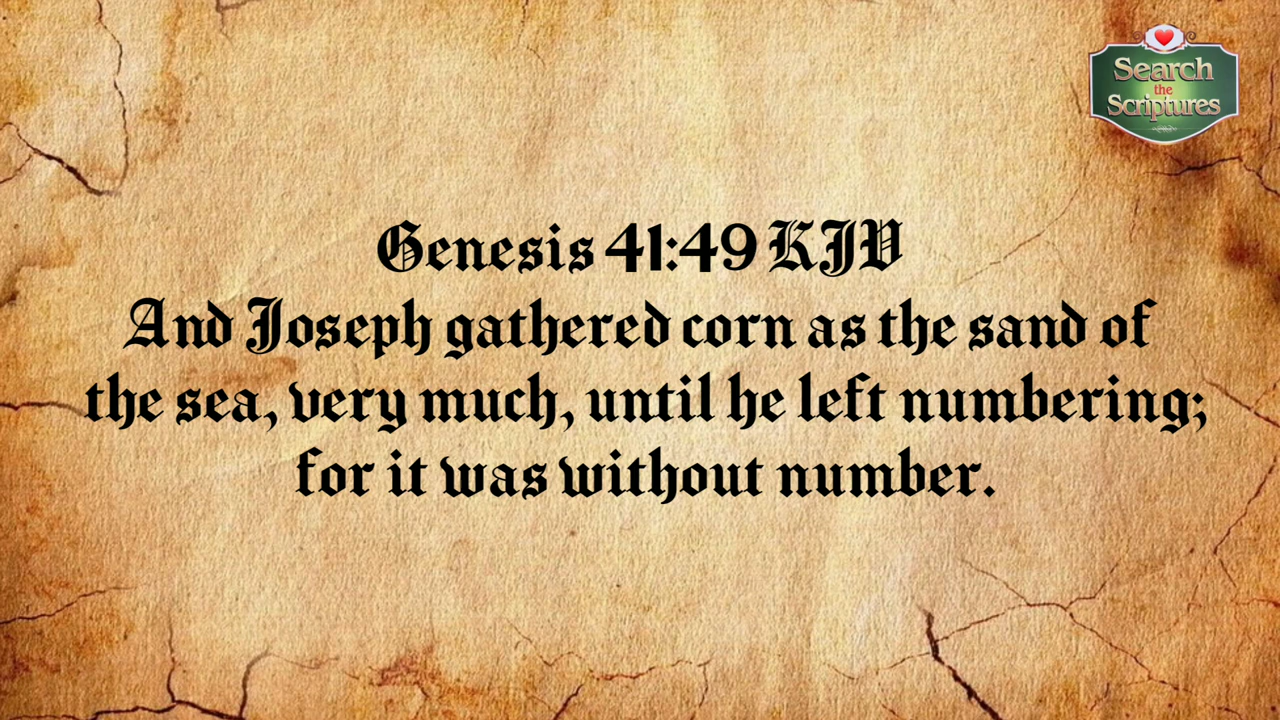 Search
the
Scriptures
Genesis 41:49 KJV
And Joseph gathered corn as the sand of
the sea, very much, until he left numbering;
for it was without number.